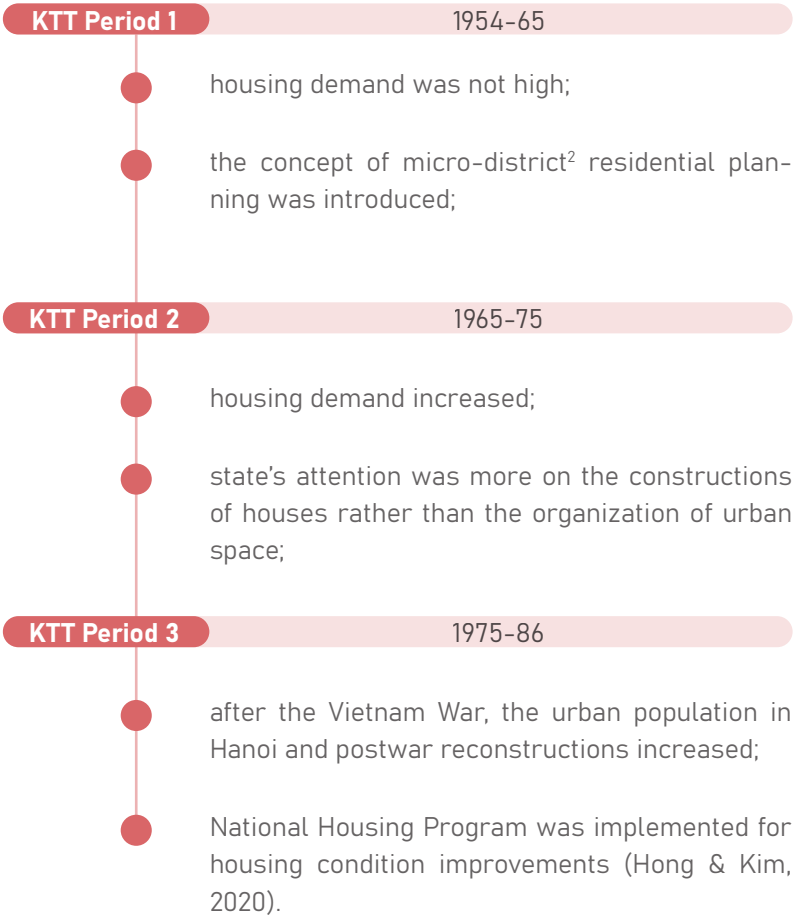 KTT Period 1 1954-65
housing demand was not high;
the concept of micro-district² residential plan-
ning was introduced;
KTT Period 2 1965-75
housing demand increased;
state's attention was more on the constructions
of houses rather than the organization of urban
space;
KTT Period 3 1975-86
after the Vietnam War, the urban population in
Hanoi and postwar reconstructions increased;
National Housing Program was implemented for
housing condition improvements (Hong & Kim,
2020).